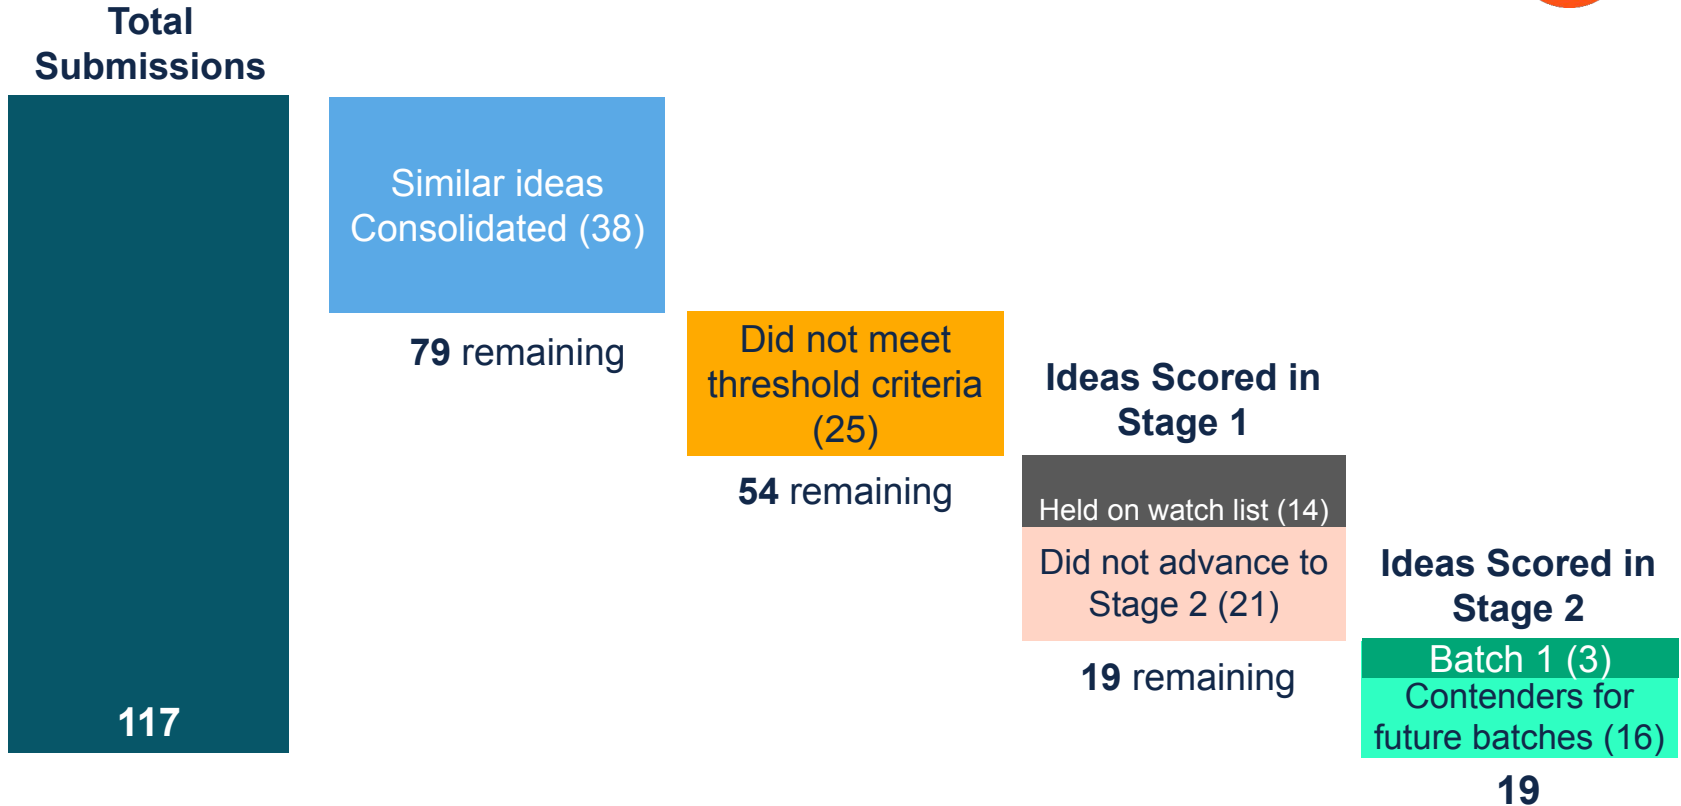 Total
Submissions
117
Similar ideas
Consolidated (38)
79 remaining
Did not meet
threshold criteria
(25)
54 remaining
Ideas Scored in
Stage 1
Held on watch list (14)
Did not advance to
Stage 2 (21)
19 remaining
Ideas Scored in
Stage 2
Batch 1 (3)
Contenders for
future batches (16)
19